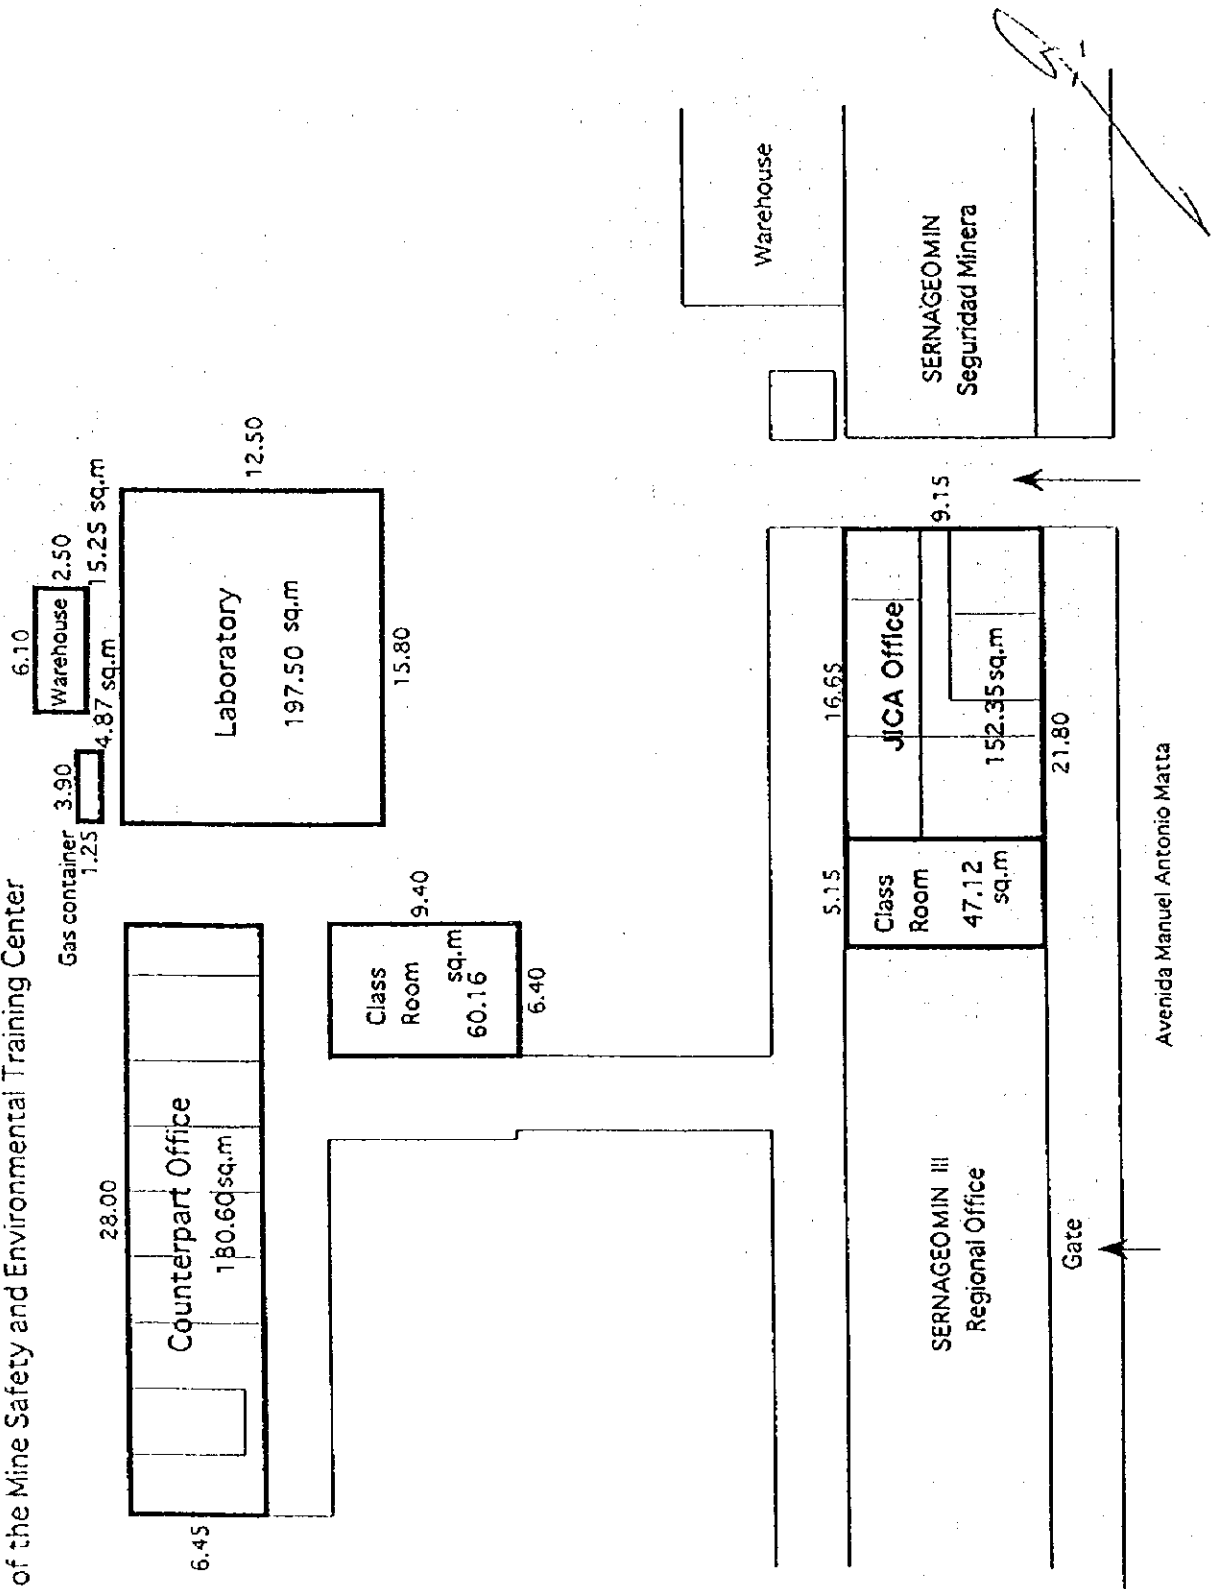 of the Mine Safety and Environmental Training Center
Gas container
1.25
3.90
4.87 sq.m
6.10
Warehouse
2.50
15.25 sq.m
28.00
Counterpart Office
180.60sq.m
6.45
Laboratory
197.50 sq.m
12.50
15.80
Class
Room
sq.m
60.16
9.40
6.40
Warehouse
SERNAGEOMIN
Seguridad Minera
5.15
16.65
Class
Room
47.12
sq.m
JICA Office
152.35sq.m
9.15
21.80
SERNAGEOMIN III
Regional Office
Gate
Avenida Manuel Antonio Matta